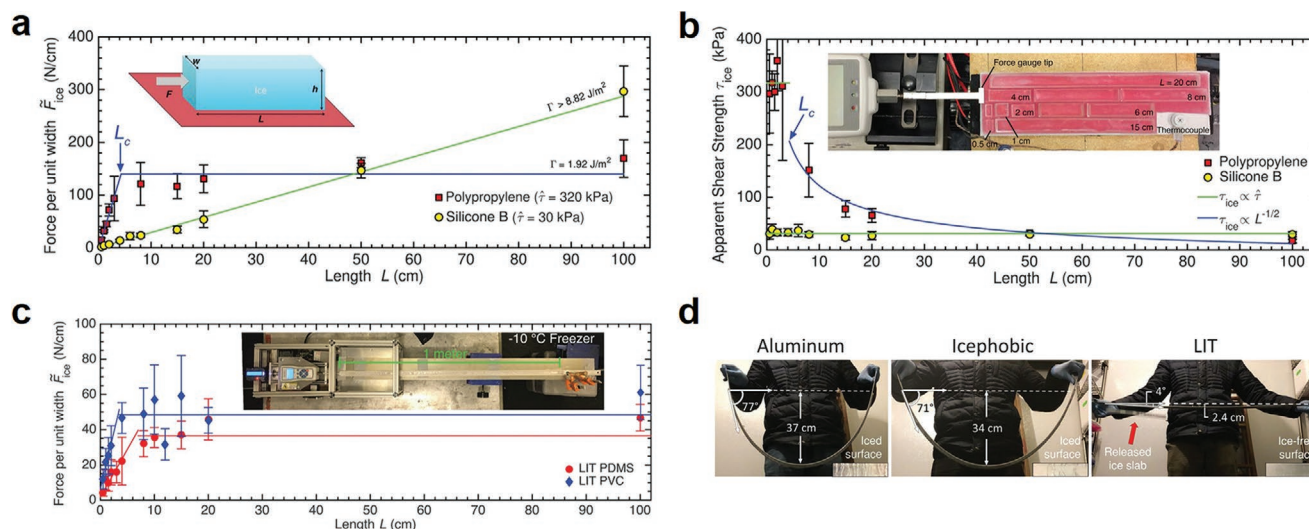 a
Force per unit width F̃ice (N/cm)
400
300
200
100
0
0 10 20 30 40 50 60 70 80 90 100
Length L (cm)
w
F
Ice
h
L
Lc
Γ > 8.82 J/m²
Γ = 1.92 J/m²
Polypropylene (τ̂ = 320 kPa)
Silicone B (τ̂ = 30 kPa)
b
Apparent Shear Strength τice (kPa)
400
300
200
100
0
0 10 20 30 40 50 60 70 80 90 100
Length L (cm)
Force gauge tip
L = 20 cm
4 cm
8 cm
2 cm
6 cm
15 cm
Thermocouple
0.5 cm
1 cm
Lc
Polypropylene
Silicone B
τice ∝ τ̂
τice ∝ L-1/2
c
Force per unit width F̃ice (N/cm)
100
80
60
40
20
0
0 10 20 30 40 50 60 70 80 90 100
Length L (cm)
-10 °C Freezer
1 meter
LIT PDMS
LIT PVC
d
Aluminum
77°
37 cm
Iced
surface
Icephobic
71°
34 cm
Iced
surface
LIT
4°
2.4 cm
Released
ice slab
Ice-free
surface